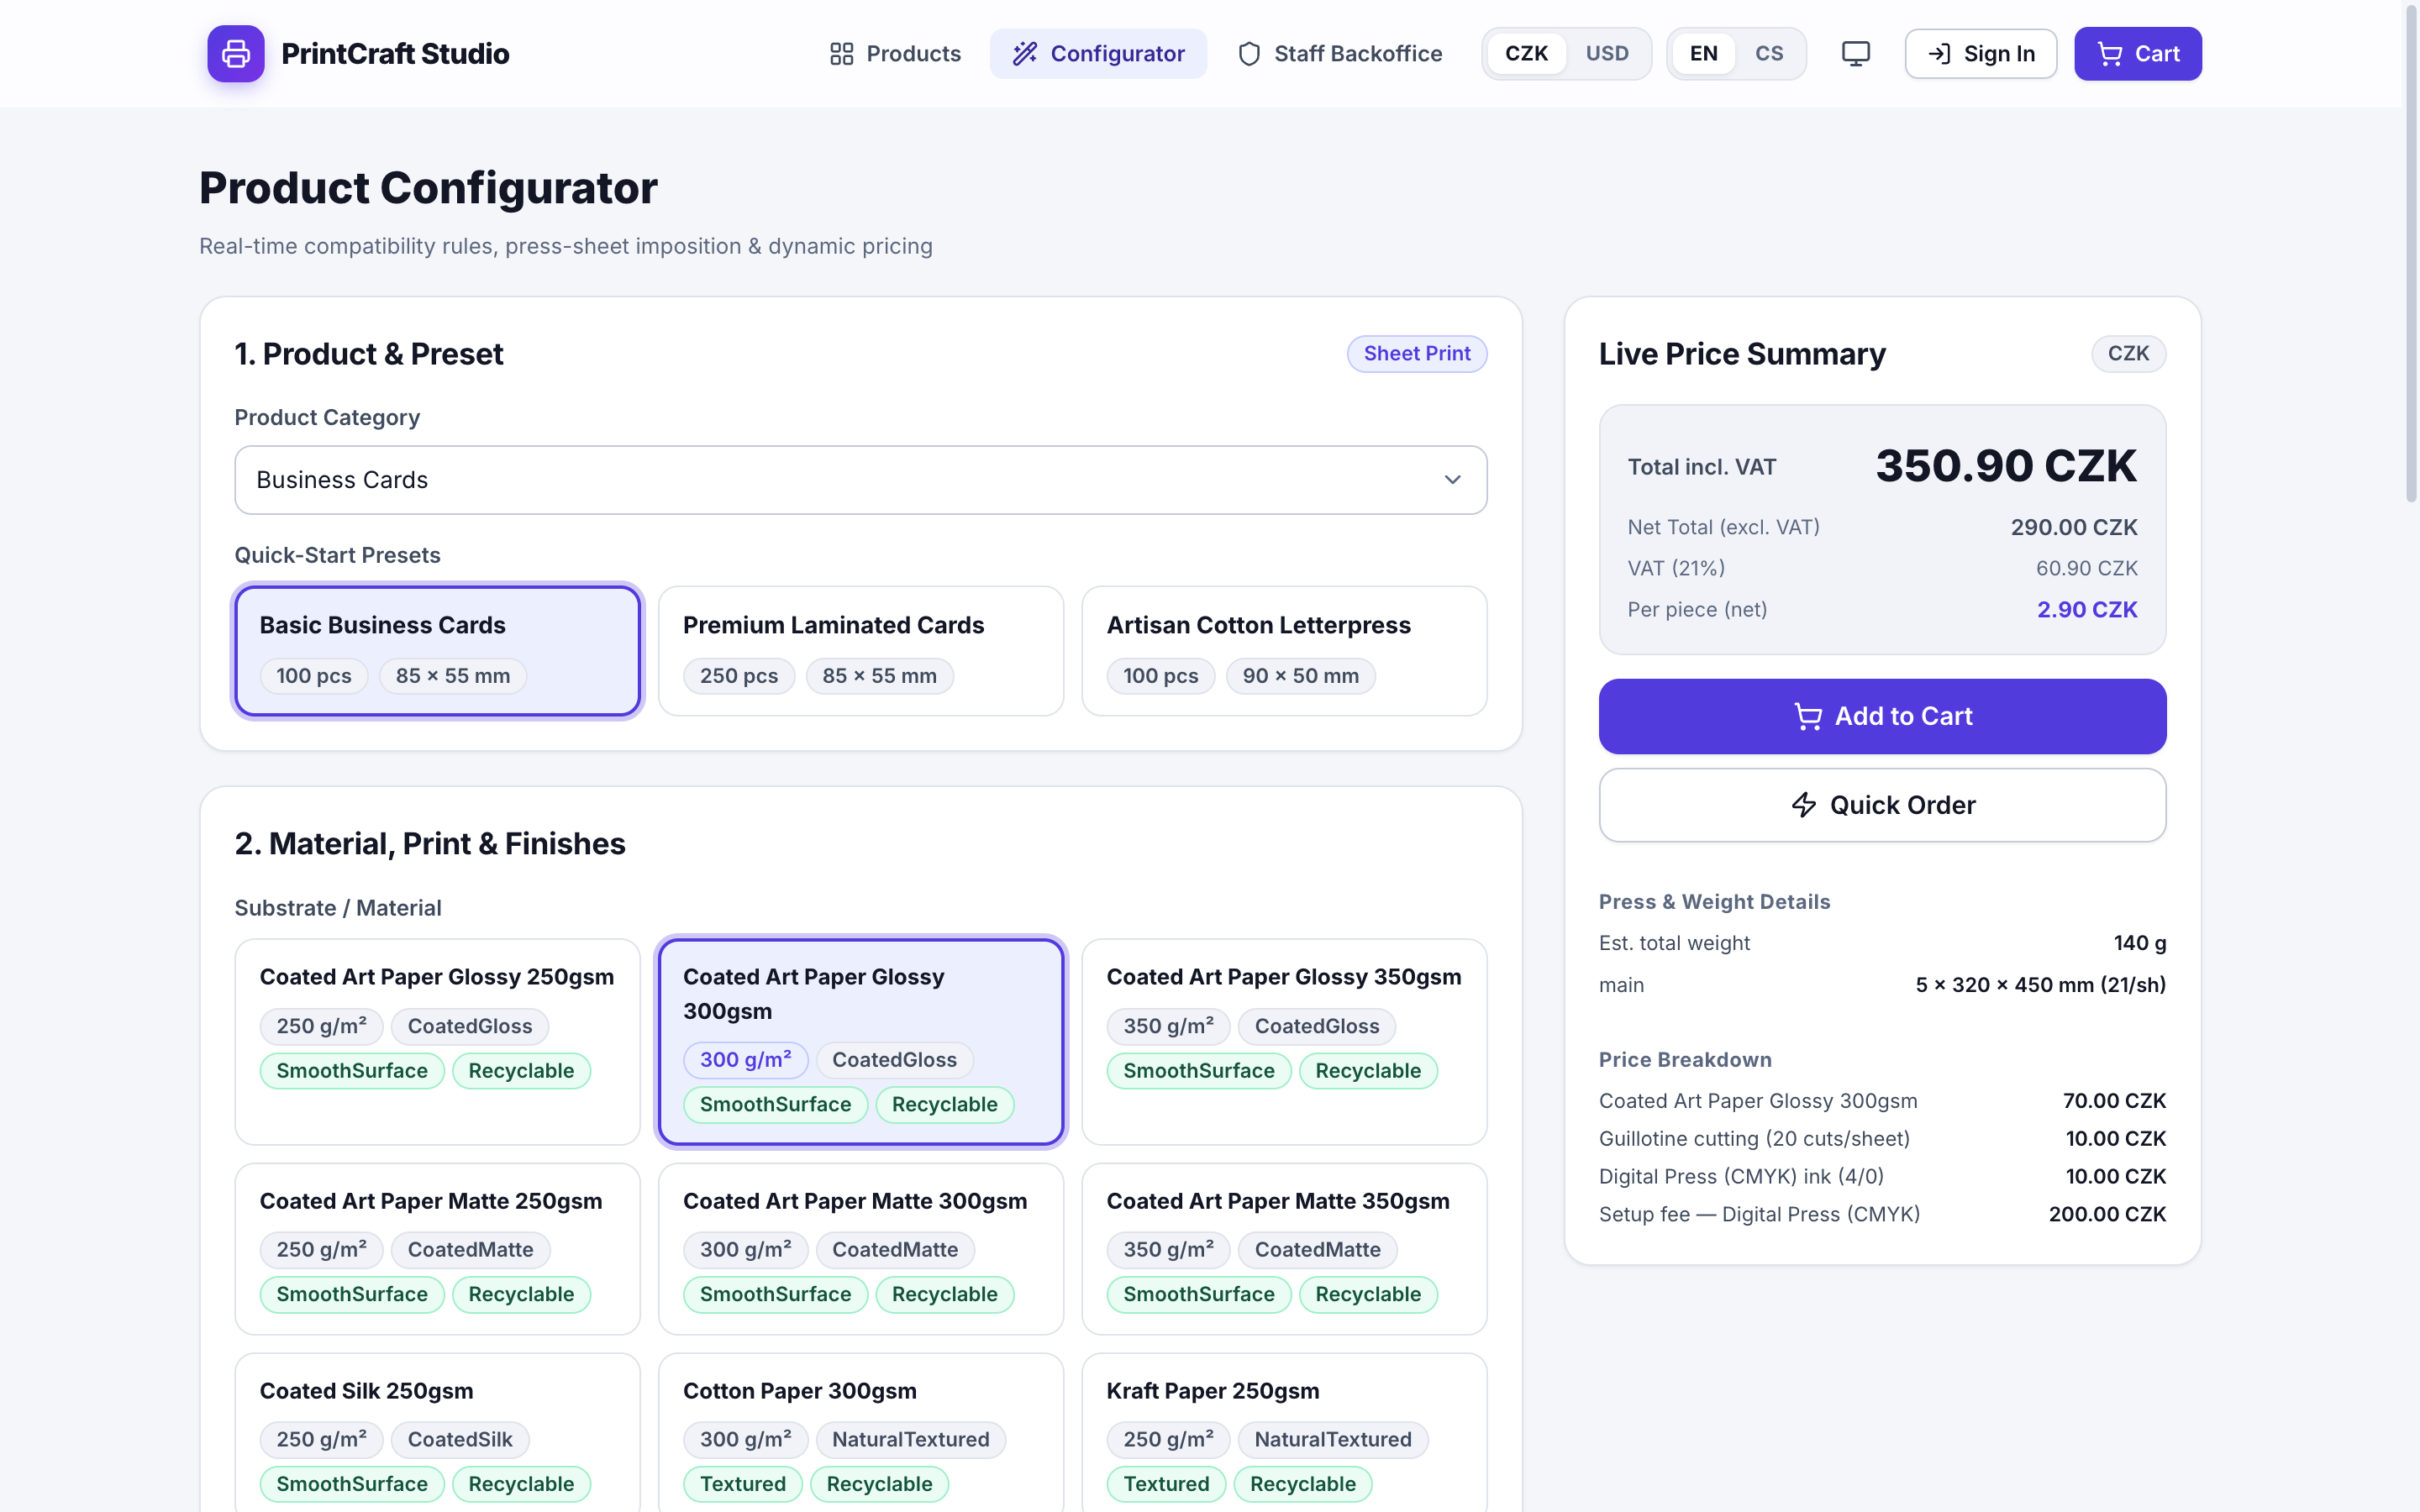 PrintCraft Studio
Products
Configurator
Staff Backoffice
CZK USD
EN CS
Sign In
Cart
Product Configurator
Real-time compatibility rules, press-sheet imposition & dynamic pricing
1. Product & Preset
Sheet Print
Product Category
Business Cards
Quick-Start Presets
Basic Business Cards
100 pcs 85 × 55 mm
Premium Laminated Cards
250 pcs 85 × 55 mm
Artisan Cotton Letterpress
100 pcs 90 × 50 mm
2. Material, Print & Finishes
Substrate / Material
Coated Art Paper Glossy 250gsm
250 g/m² CoatedGloss
SmoothSurface Recyclable
Coated Art Paper Glossy
300gsm
300 g/m² CoatedGloss
SmoothSurface Recyclable
Coated Art Paper Glossy 350gsm
350 g/m² CoatedGloss
SmoothSurface Recyclable
Coated Art Paper Matte 250gsm
250 g/m² CoatedMatte
SmoothSurface Recyclable
Coated Art Paper Matte 300gsm
300 g/m² CoatedMatte
SmoothSurface Recyclable
Coated Art Paper Matte 350gsm
350 g/m² CoatedMatte
SmoothSurface Recyclable
Coated Silk 250gsm
250 g/m² CoatedSilk
SmoothSurface Recyclable
Cotton Paper 300gsm
300 g/m² NaturalTextured
Textured Recyclable
Kraft Paper 250gsm
250 g/m² NaturalTextured
Textured Recyclable
Live Price Summary
CZK
Total incl. VAT 350.90 CZK
Net Total (excl. VAT) 290.00 CZK
VAT (21%) 60.90 CZK
Per piece (net) 2.90 CZK
Add to Cart
Quick Order
Press & Weight Details
Est. total weight 140 g
main 5 × 320 × 450 mm (21/sh)
Price Breakdown
Coated Art Paper Glossy 300gsm 70.00 CZK
Guillotine cutting (20 cuts/sheet) 10.00 CZK
Digital Press (CMYK) ink (4/0) 10.00 CZK
Setup fee — Digital Press (CMYK) 200.00 CZK